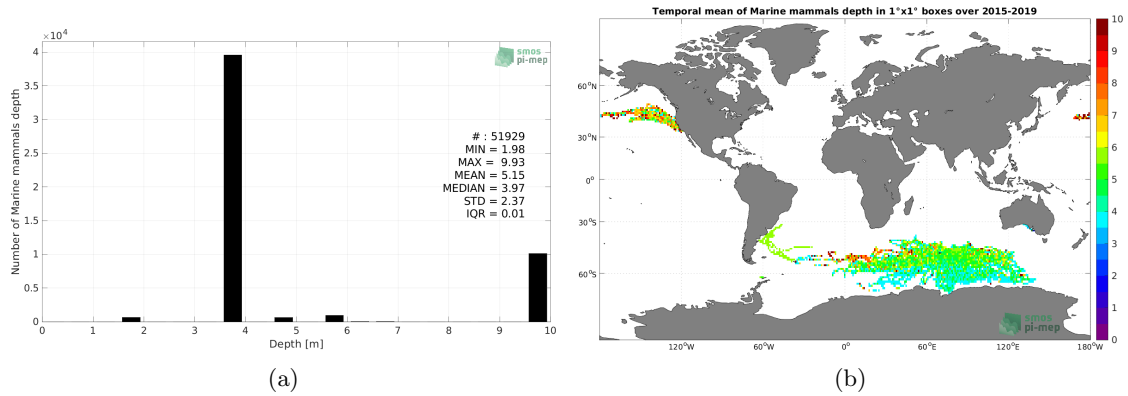 ×10⁴
4
3.5
3
2.5
2
1.5
1
0.5
0
Number of Marine mammals depth
smos
pi-mep
# : 51929
MIN = 1.98
MAX = 9.93
MEAN = 5.15
MEDIAN = 3.97
STD = 2.37
IQR = 0.01
0 1 2 3 4 5 6 7 8 9 10
Depth [m]
(a)
Temporal mean of Marine mammals depth in 1°x1° boxes over 2015-2019
60°N
30°N
0°
30°S
60°S
120°W 60°W 0° 60°E 120°E 180°W
smos
pi-mep
10
9
8
7
6
5
4
3
2
1
0
(b)